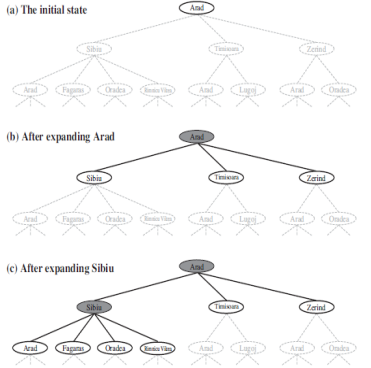 (a) The initial state
Arad
Sibiu Timisoara Zerind
Arad Fagaras Oradea Rimnicu Vilcea Arad Lugoj Arad Oradea
(b) After expanding Arad
Arad
Sibiu Timisoara Zerind
Arad Fagaras Oradea Rimnicu Vilcea Arad Lugoj Arad Oradea
(c) After expanding Sibiu
Arad
Sibiu Timisoara Zerind
Arad Fagaras Oradea Rimnicu Vilcea Arad Lugoj Arad Oradea